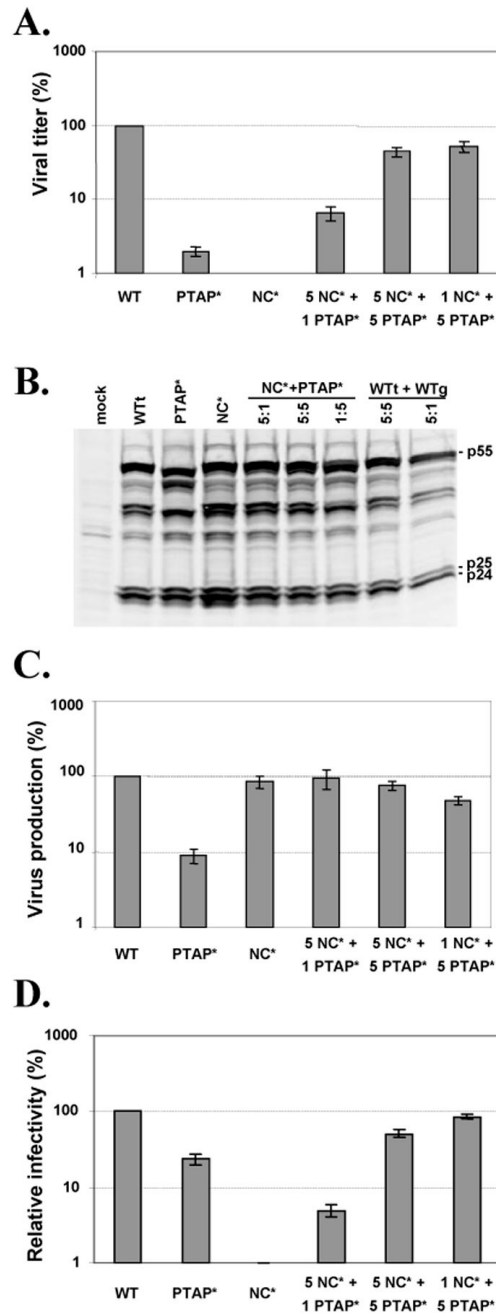 A.
Viral titer (%)
1000
100
10
1
WT PTAP* NC* 5 NC* + 5 NC* + 1 NC* +
1 PTAP* 5 PTAP* 5 PTAP*
B.
NC*+PTAP* WTt + WTg
mock WTt PTAP* NC* 5:1 5:5 1:5 5:5 5:1
p55
p25
p24
C.
Virus production (%)
1000
100
10
1
WT PTAP* NC* 5 NC* + 5 NC* + 1 NC* +
1 PTAP* 5 PTAP* 5 PTAP*
D.
Relative infectivity (%)
1000
100
10
1
WT PTAP* NC* 5 NC* + 5 NC* + 1 NC* +
1 PTAP* 5 PTAP* 5 PTAP*